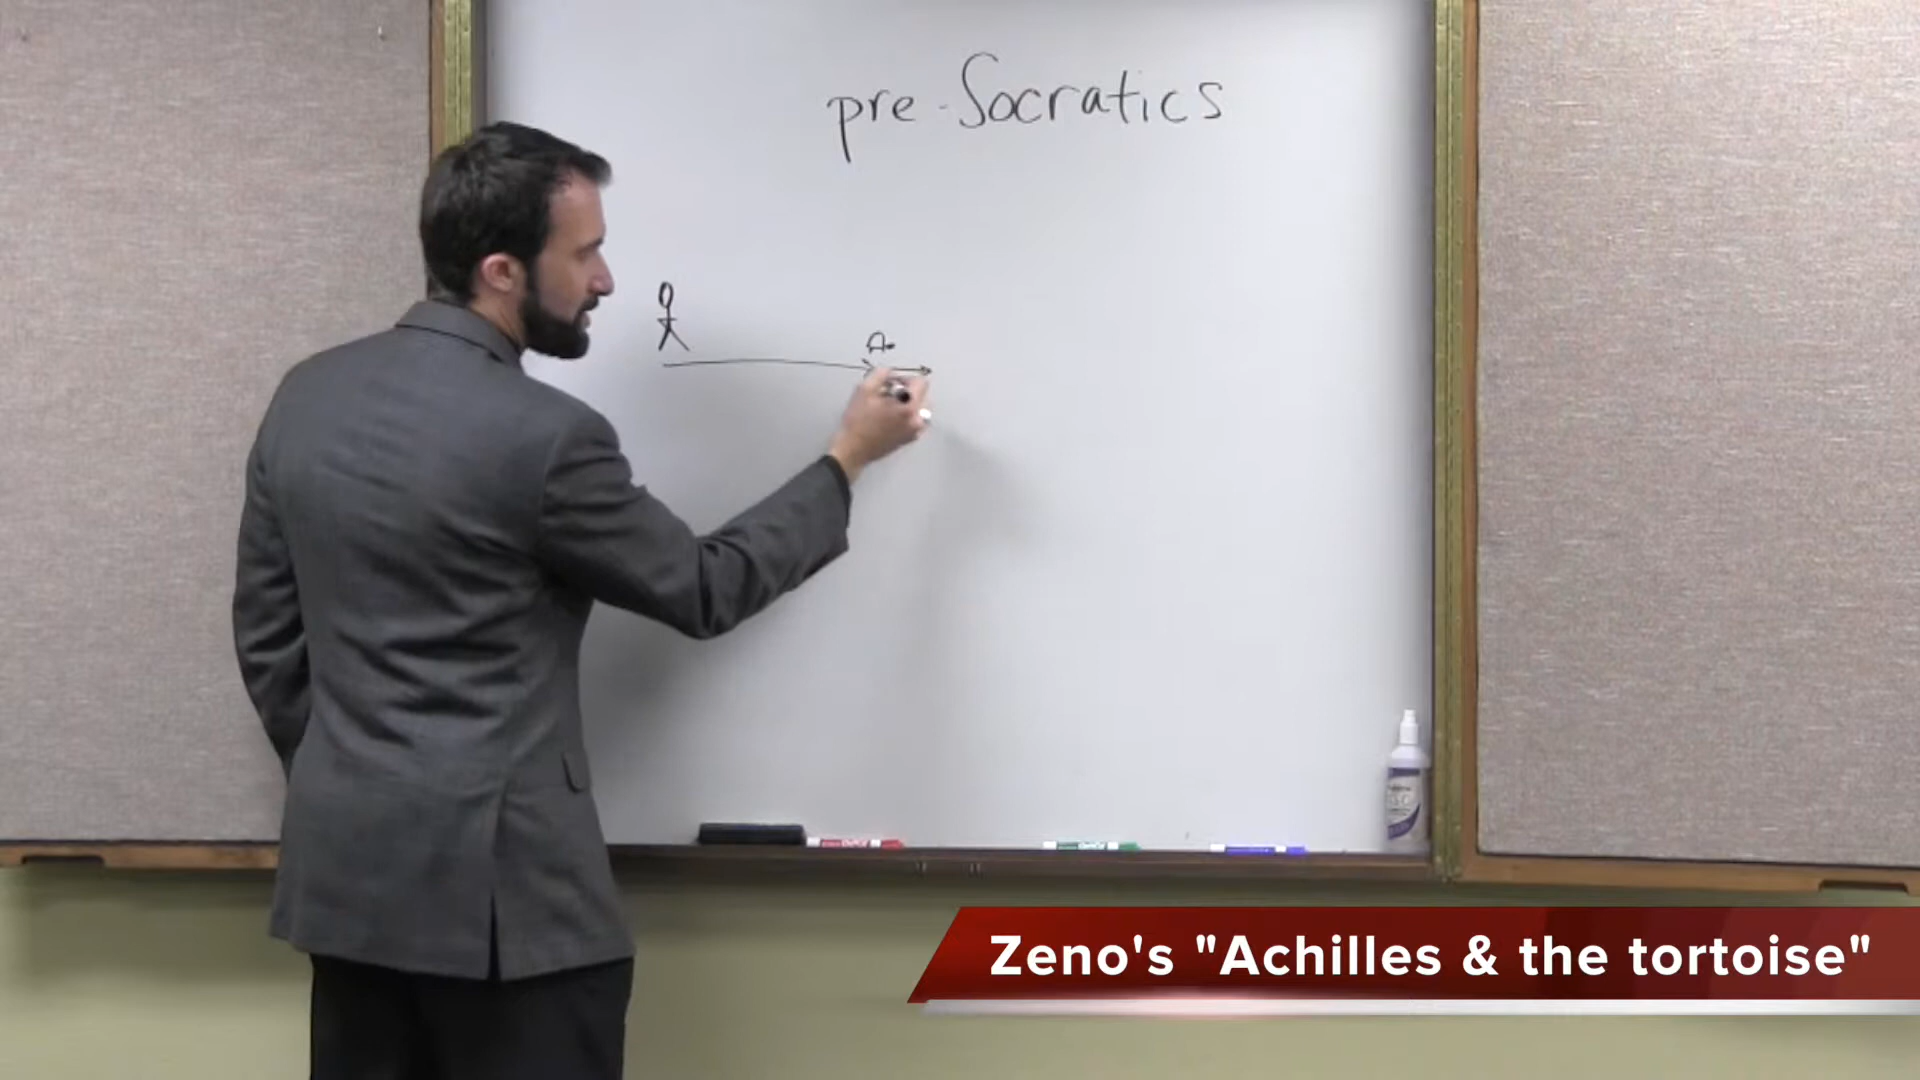 pre-Socratics
Zeno's "Achilles & the tortoise"